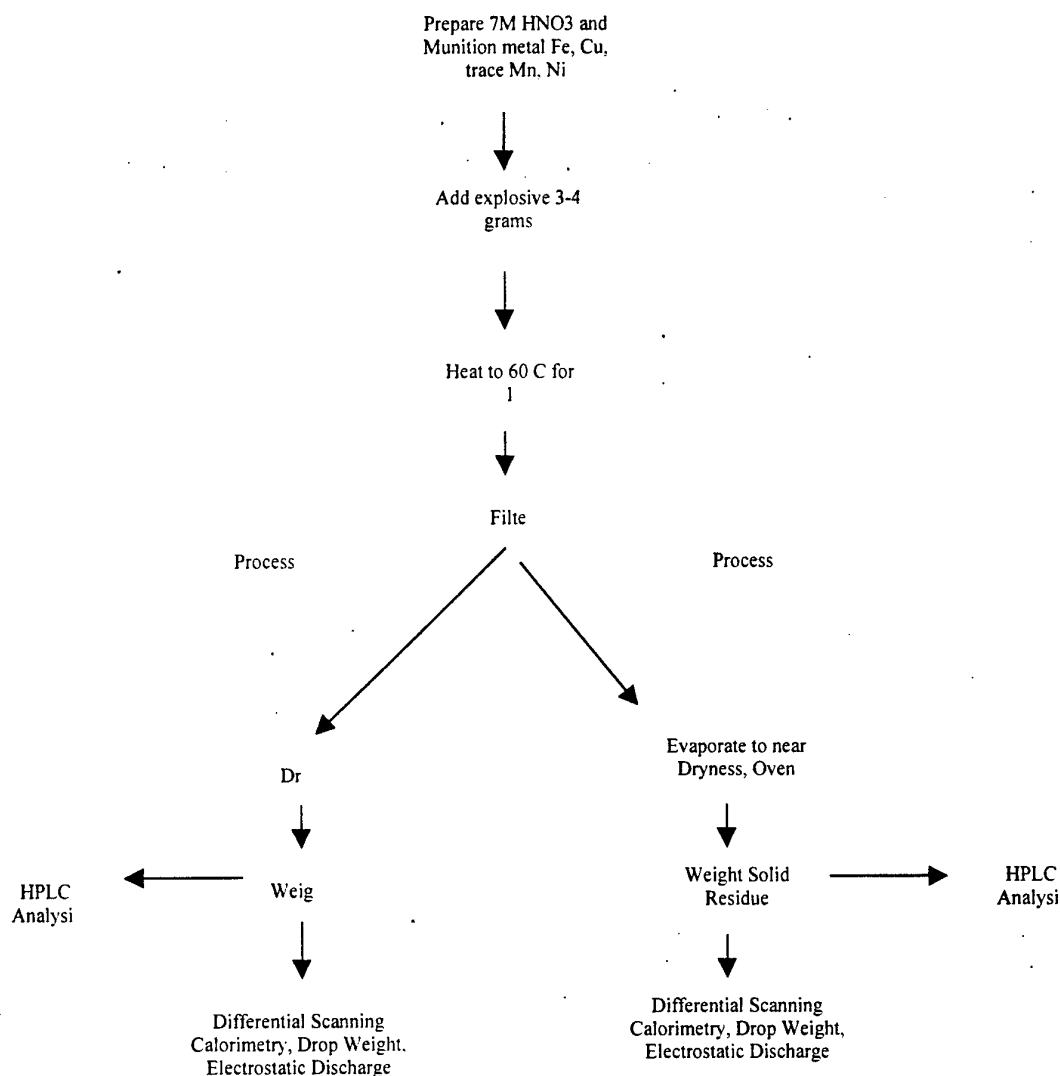 Prepare 7M HNO3 and
Munition metal Fe, Cu,
trace Mn, Ni
Add explosive 3-4
grams
Heat to 60 C for
1
Filte
Process
Process
Dr
Evaporate to near
Dryness, Oven
HPLC
Analysi
Weig
Weight Solid
Residue
HPLC
Analysi
Differential Scanning
Calorimetry, Drop Weight,
Electrostatic Discharge
Differential Scanning
Calorimetry, Drop Weight,
Electrostatic Discharge